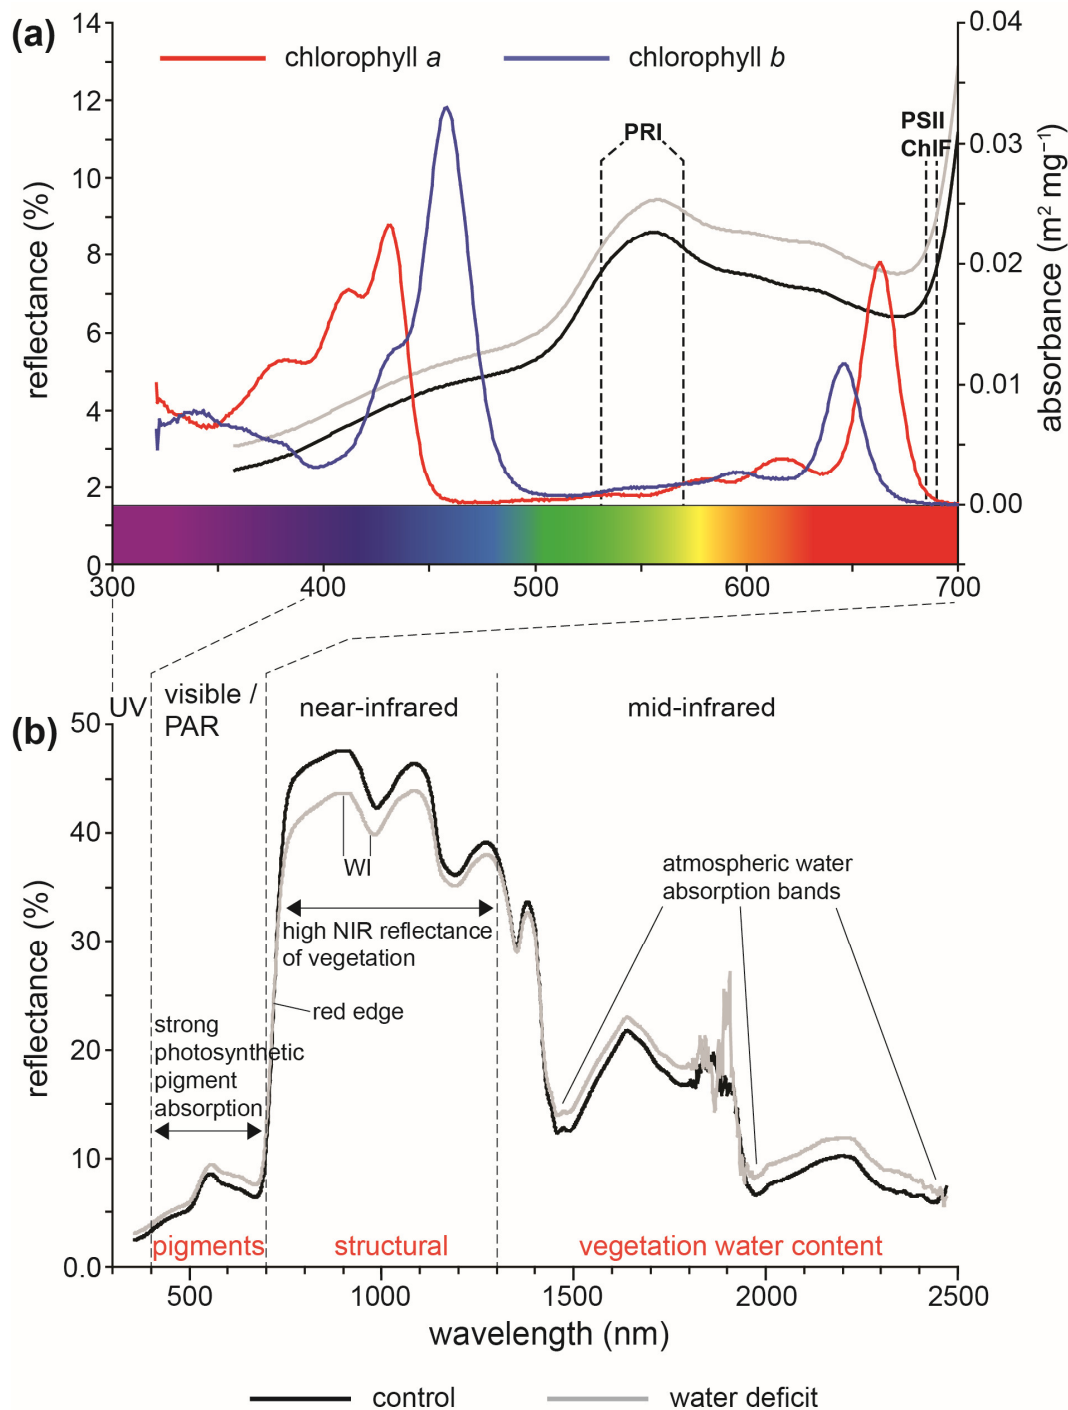 (a)
chlorophyll a
chlorophyll b
PRI
PSII
ChlF
reflectance (%)
14
12
10
8
6
4
2
0
absorbance (m² mg⁻¹)
0.04
0.03
0.02
0.01
0.00
300
400
500
600
700
(b)
UV
visible /
PAR
near-infrared
mid-infrared
reflectance (%)
50
40
30
20
10
0.0
WI
high NIR reflectance
of vegetation
red edge
strong
photosynthetic
pigment
absorption
atmospheric water
absorption bands
pigments
structural
vegetation water content
500
1000
1500
2000
2500
wavelength (nm)
control
water deficit